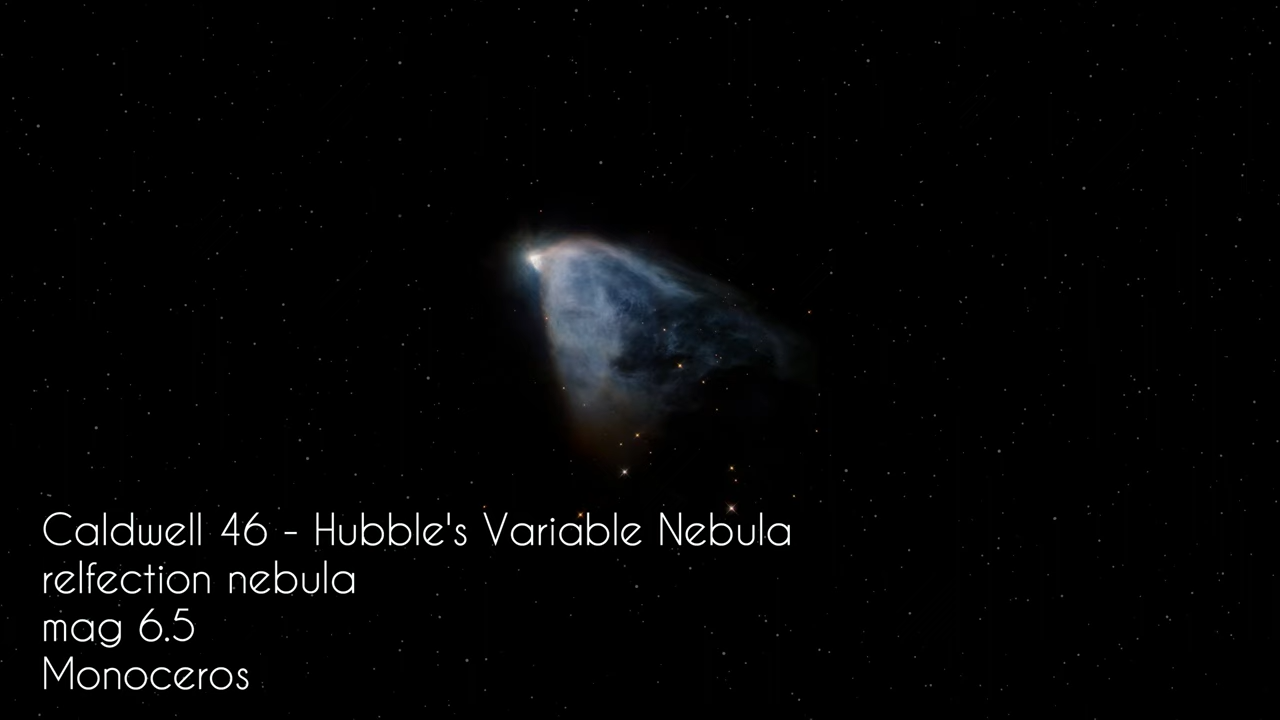 Caldwell 46 - Hubble's Variable Nebula
relfection nebula
mag 6.5
Monoceros